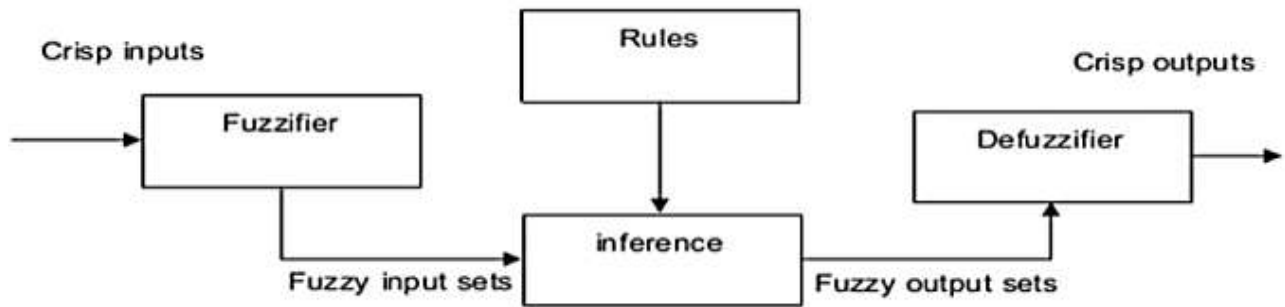 Crisp inputs
Rules
Crisp outputs
Fuzzifier
Defuzzifier
inference
Fuzzy input sets
Fuzzy output sets